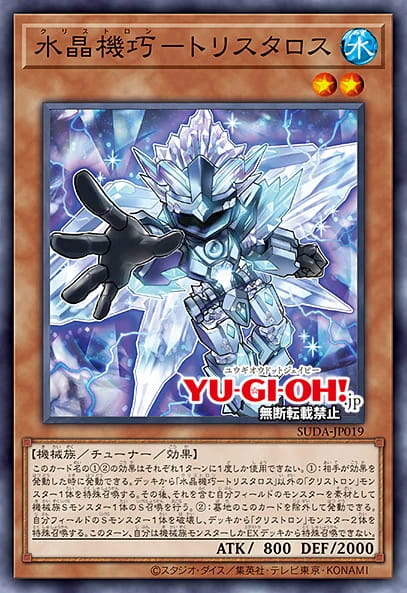 クリストロン
水晶機巧－トリスタロス
水
YU-GI-OH!.jp
ユウギオウドットジェイピー
無断転載禁止
SUDA-JP019
【機械族／チューナー／効果】
このカード名の①②の効果はそれぞれ1ターンに1度しか使用できない。①：相手が効果を
発動した時に発動できる。デッキから「水晶機巧－トリスタロス」以外の「クリストロン」モン
スター1体を特殊召喚する。その後、それを含む自分フィールドのモンスターを素材として
機械族Sモンスター1体のS召喚を行う。②：墓地のこのカードを除外して発動できる。
自分フィールドのSモンスター1体を破壊し、デッキから「クリストロン」モンスター2体を
特殊召喚する。このターン、自分は機械族モンスターしかEXデッキから特殊召喚できない。
ATK/ 800 DEF/2000
©スタジオ・ダイス／集英社・テレビ東京・KONAMI